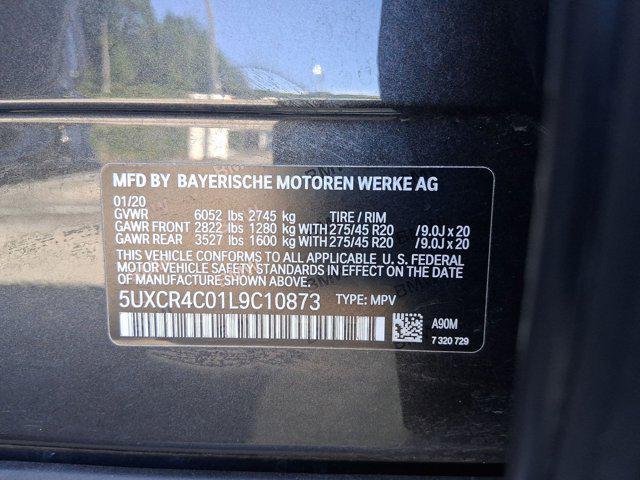 MFD BY BAYERISCHE MOTOREN WERKE AG
01/20
GVWR 6052 lbs 2745 kg TIRE / RIM
GAWR FRONT 2822 lbs 1280 kg WITH 275/45 R20 /9.0J x 20
GAWR REAR 3527 lbs 1600 kg WITH 275/45 R20 /9.0J x 20
THIS VEHICLE CONFORMS TO ALL APPLICABLE U.S. FEDERAL
MOTOR VEHICLE SAFETY STANDARDS IN EFFECT ON THE DATE
OF MANUFACTURE SHOWN ABOVE.
5UXCR4C01L9C10873 TYPE: MPV
A90M
7 320 729